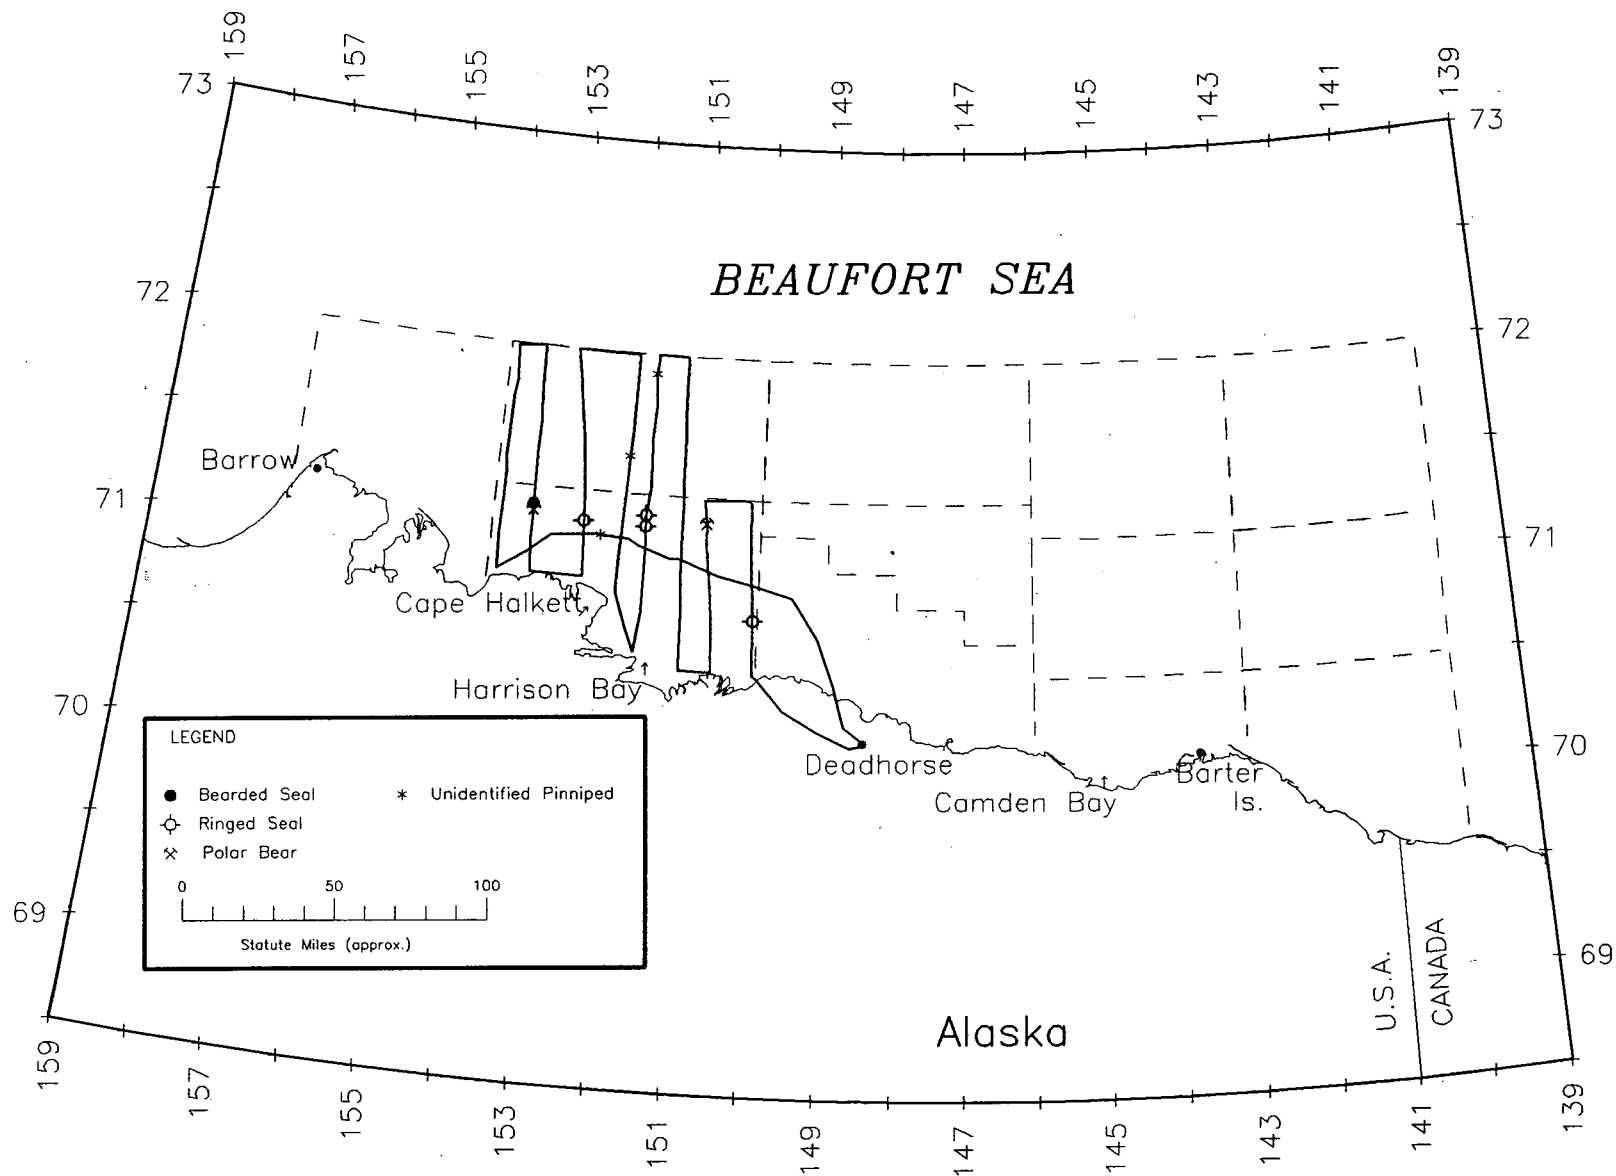 159
157
155
153
151
149
147
145
143
141
139
73
73
BEAUFORT SEA
72
72
Barrow
71
71
Cape Halkett
Harrison Bay
70
70
Deadhorse
Camden Bay
Barter
Is.
LEGEND
Bearded Seal
Unidentified Pinniped
Ringed Seal
Polar Bear
0 50 100
Statute Miles (approx.)
69
69
U.S.A.
CANADA
Alaska
159
157
155
153
151
149
147
145
143
141
139